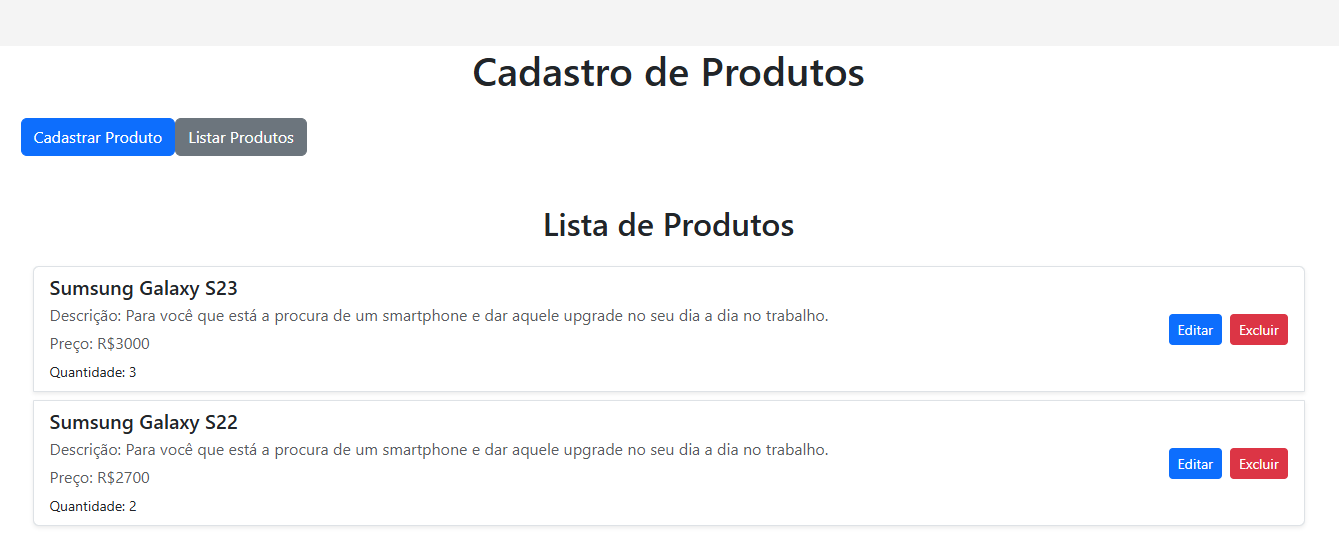 Cadastro de Produtos
Cadastrar Produto Listar Produtos
Lista de Produtos
Sumsung Galaxy S23
Descrição: Para você que está a procura de um smartphone e dar aquele upgrade no seu dia a dia no trabalho.
Preço: R$3000
Quantidade: 3
Editar Excluir
Sumsung Galaxy S22
Descrição: Para você que está a procura de um smartphone e dar aquele upgrade no seu dia a dia no trabalho.
Preço: R$2700
Quantidade: 2
Editar Excluir